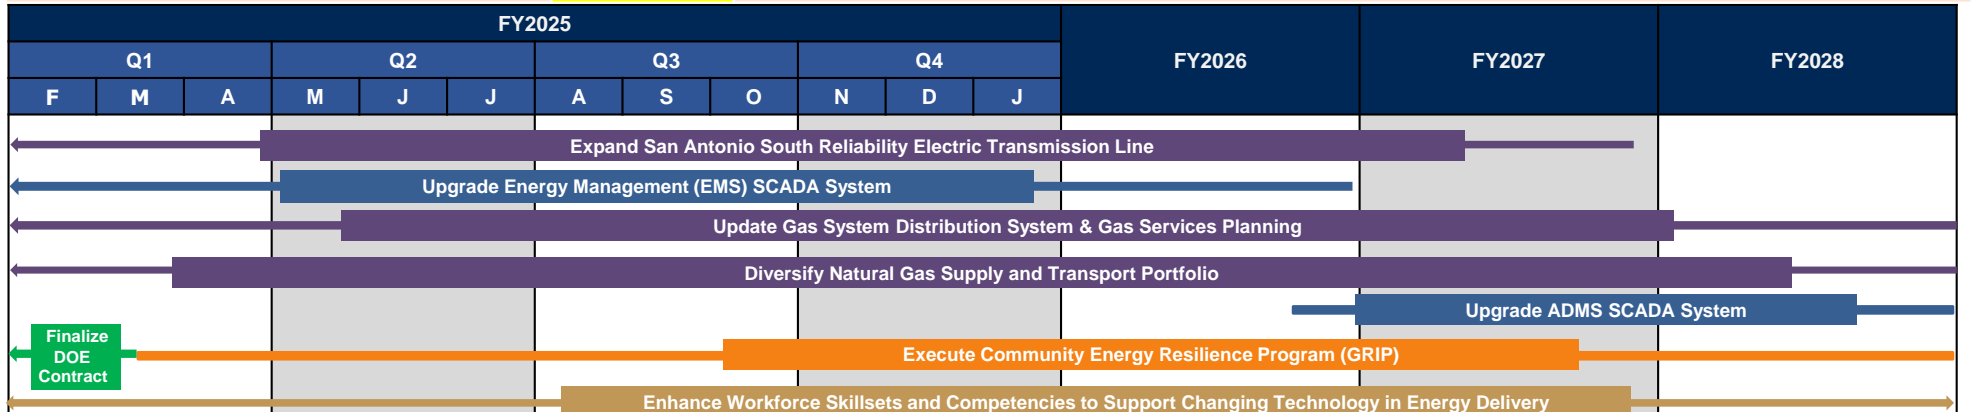 FY2025
FY2026
FY2027
FY2028
Q1
Q2
Q3
Q4
F
M
A
M
J
J
A
S
O
N
D
J
Expand San Antonio South Reliability Electric Transmission Line
Upgrade Energy Management (EMS) SCADA System
Update Gas System Distribution System & Gas Services Planning
Diversify Natural Gas Supply and Transport Portfolio
Upgrade ADMS SCADA System
Finalize
DOE
Contract
Execute Community Energy Resilience Program (GRIP)
Enhance Workforce Skillsets and Competencies to Support Changing Technology in Energy Delivery